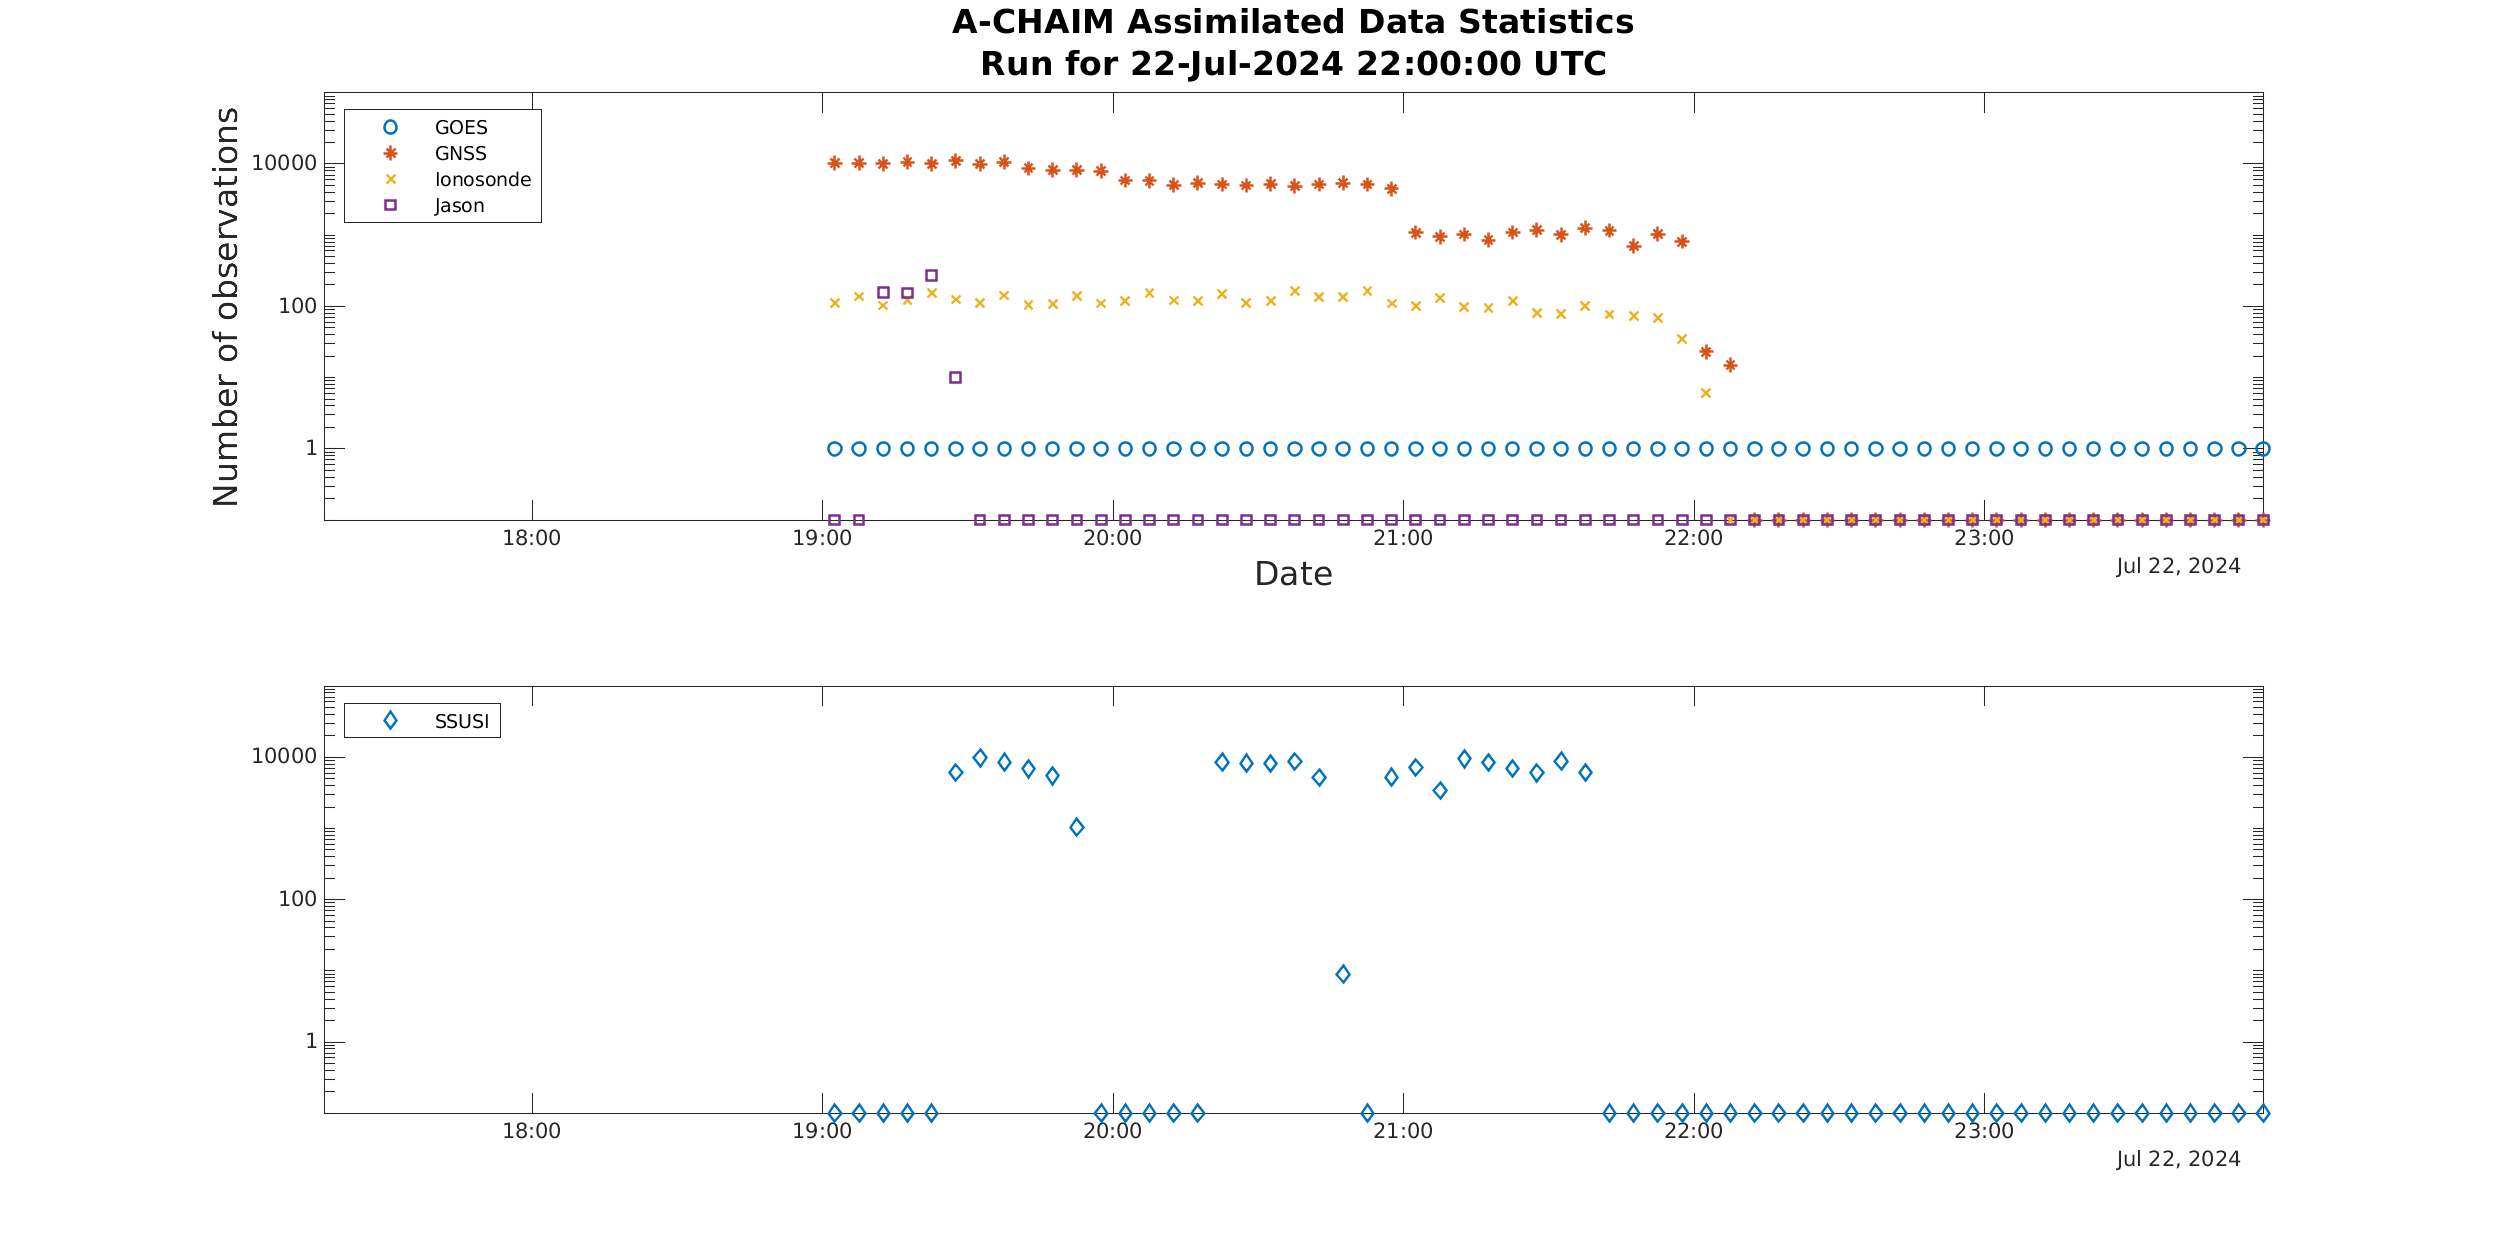 A-CHAIM Assimilated Data Statistics
Run for 22-Jul-2024 22:00:00 UTC
Number of observations
10000
100
1
GOES
GNSS
Ionosonde
Jason
18:00
19:00
20:00
21:00
22:00
23:00
Jul 22, 2024
Date
10000
100
1
SSUSI
18:00
19:00
20:00
21:00
22:00
23:00
Jul 22, 2024